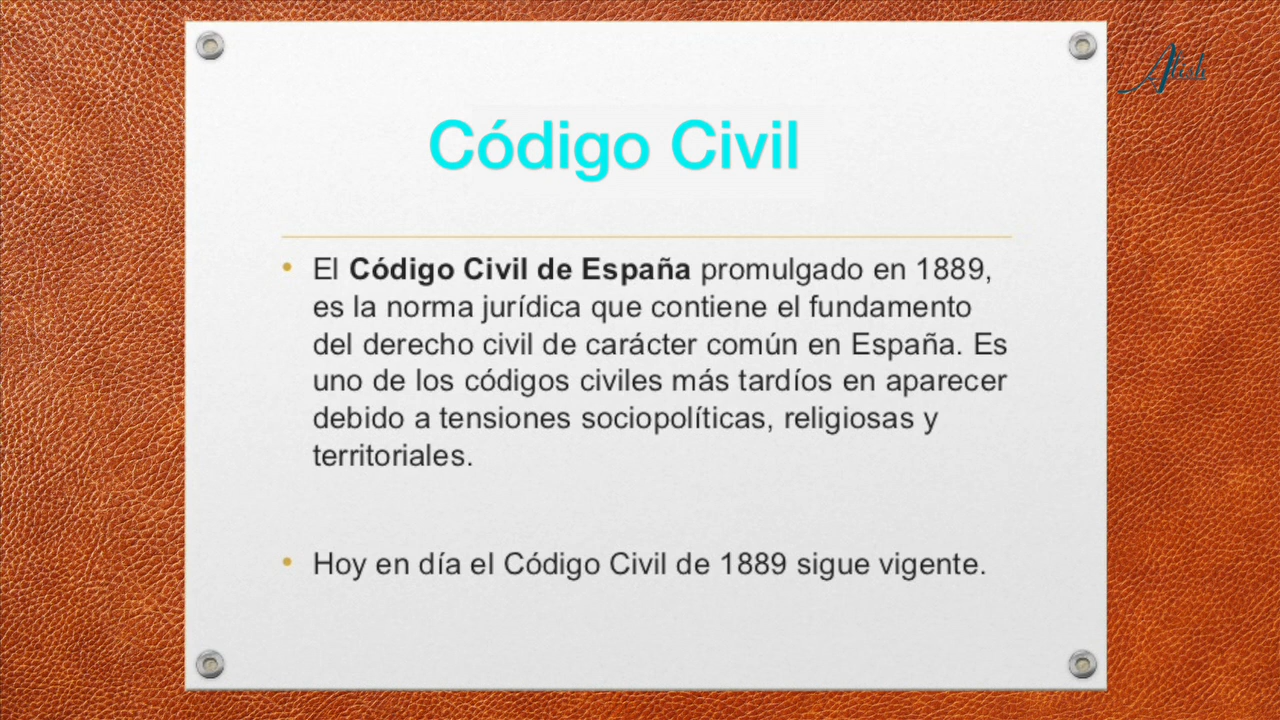 Código Civil
• El Código Civil de España promulgado en 1889,
es la norma jurídica que contiene el fundamento
del derecho civil de carácter común en España. Es
uno de los códigos civiles más tardíos en aparecer
debido a tensiones sociopolíticas, religiosas y
territoriales.
• Hoy en día el Código Civil de 1889 sigue vigente.